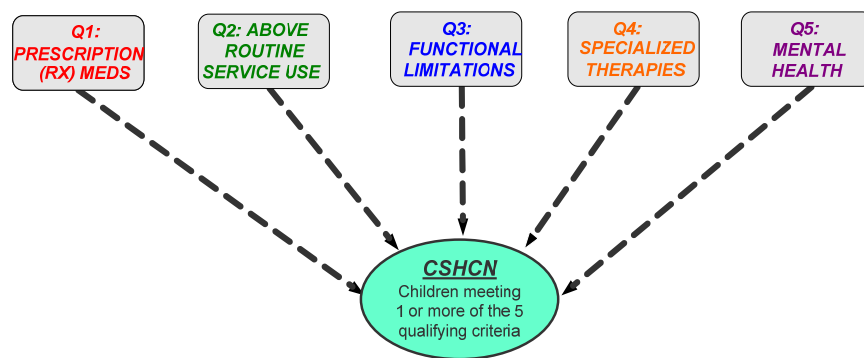 Q1:
PRESCRIPTION
(RX) MEDS
Q2: ABOVE
ROUTINE
SERVICE USE
Q3:
FUNCTIONAL
LIMITATIONS
Q4:
SPECIALIZED
THERAPIES
Q5:
MENTAL
HEALTH
CSHCN
Children meeting
1 or more of the 5
qualifying criteria